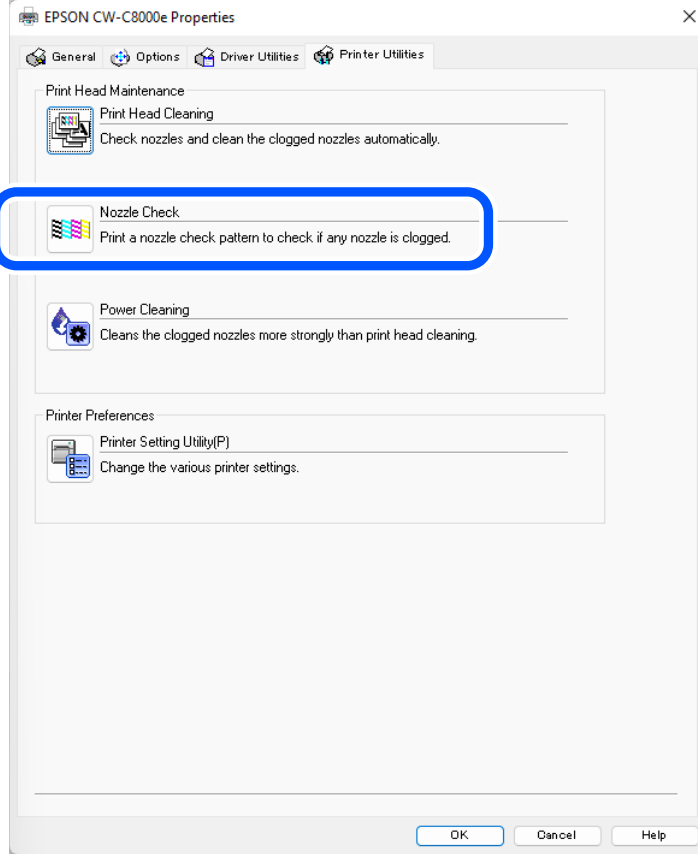 EPSON CW-C8000e Properties
General Options Driver Utilities Printer Utilities
Print Head Maintenance
Print Head Cleaning
Check nozzles and clean the clogged nozzles automatically.
Nozzle Check
Print a nozzle check pattern to check if any nozzle is clogged.
Power Cleaning
Cleans the clogged nozzles more strongly than print head cleaning.
Printer Preferences
Printer Setting Utility(P)
Change the various printer settings.
OK Cancel Help